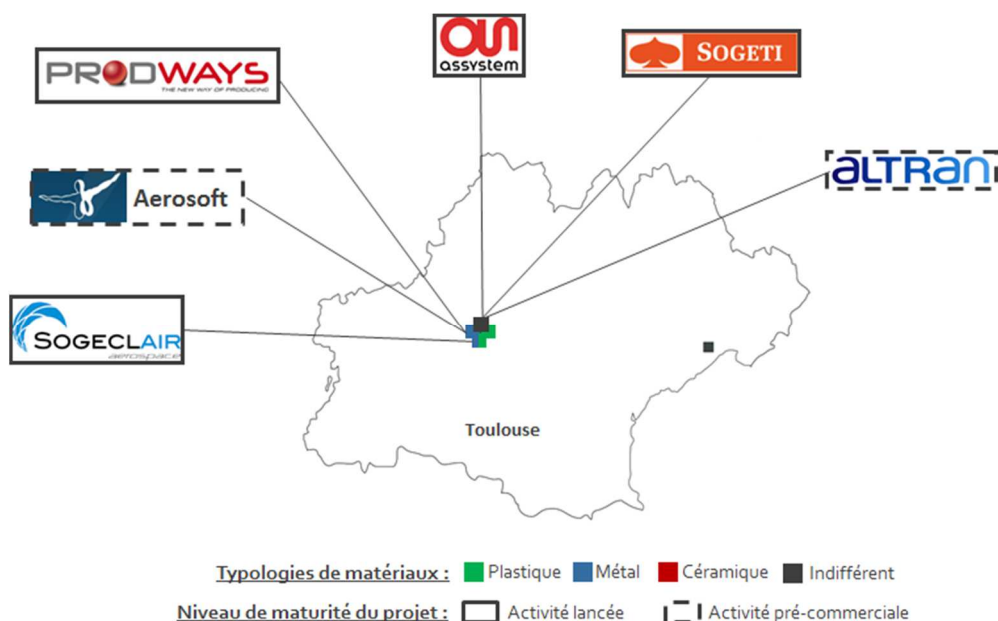 assystem
SOGETI
PRODWAYS
THE NEW WAY OF PRODUCING
ALTRAN
Aerosoft
SOGECLAIR
aerospace
Toulouse
Typologies de matériaux : Plastique Métal Céramique Indifférent
Niveau de maturité du projet : Activité lancée Activité pré-commerciale